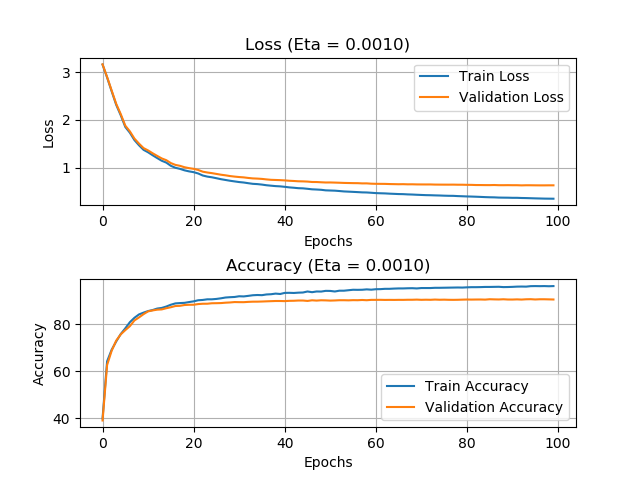 Loss (Eta = 0.0010)
3
2
1
Loss
Train Loss
Validation Loss
0 20 40 60 80 100
Epochs
Accuracy (Eta = 0.0010)
80
60
40
Accuracy
Train Accuracy
Validation Accuracy
0 20 40 60 80 100
Epochs